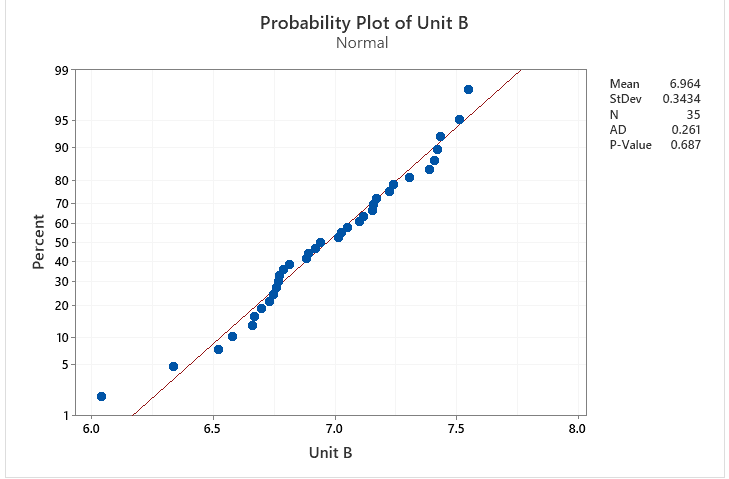 Probability Plot of Unit B
Normal
99
95
90
80
70
60
50
40
30
20
10
5
1
Percent
6.0 6.5 7.0 7.5 8.0
Unit B
Mean 6.964
StDev 0.3434
N 35
AD 0.261
P-Value 0.687